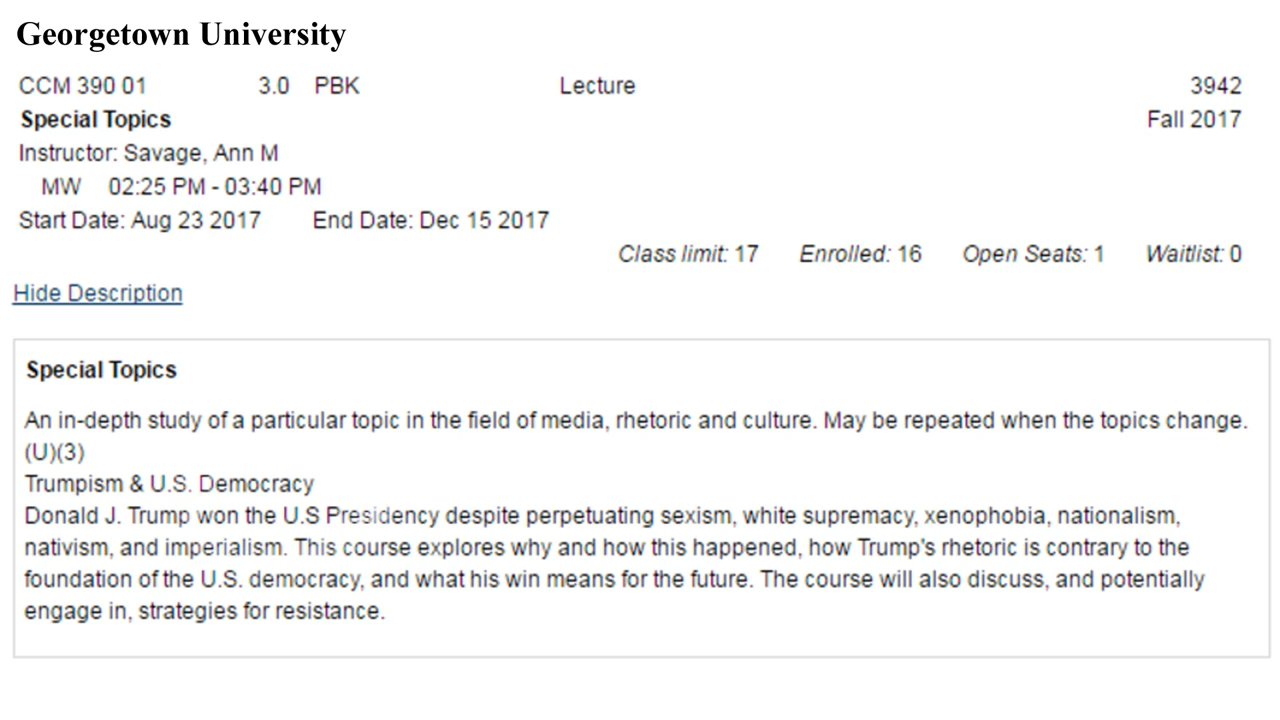 Georgetown University
CCM 390 01 3.0 PBK Lecture 3942
Special Topics Fall 2017
Instructor: Savage, Ann M
MW 02:25 PM - 03:40 PM
Start Date: Aug 23 2017 End Date: Dec 15 2017
Class limit: 17 Enrolled: 16 Open Seats: 1 Waitlist: 0
Hide Description
Special Topics
An in-depth study of a particular topic in the field of media, rhetoric and culture. May be repeated when the topics change.
(U)(3)
Trumpism & U.S. Democracy
Donald J. Trump won the U.S Presidency despite perpetuating sexism, white supremacy, xenophobia, nationalism,
nativism, and imperialism. This course explores why and how this happened, how Trump's rhetoric is contrary to the
foundation of the U.S. democracy, and what his win means for the future. The course will also discuss, and potentially
engage in, strategies for resistance.